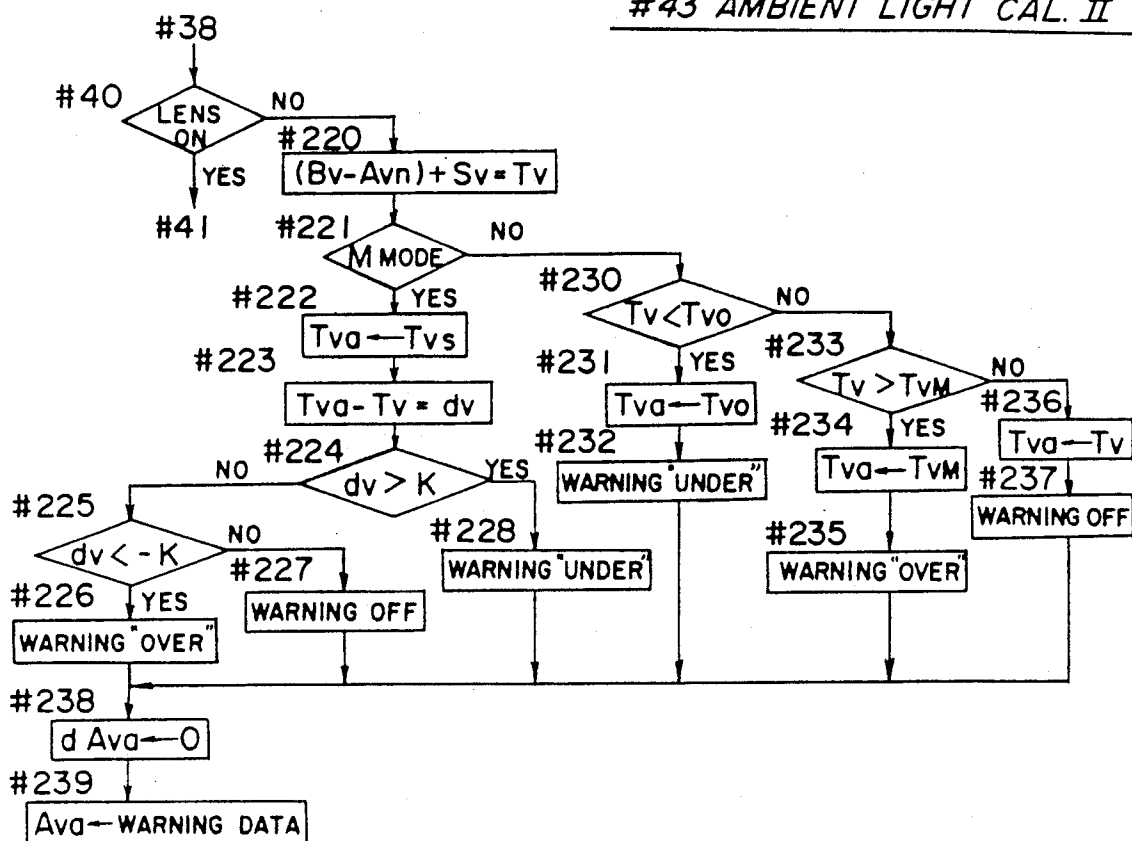 #43 AMBIENT LIGHT CAL. II
#38
#40
LENS
ON
NO
YES
#41
#220
(Bv-Avn)+Sv=Tv
#221
M MODE
NO
YES
#222
Tva←Tvs
#223
Tva-Tv=dv
#224
dv > K
NO
YES
#225
dv < -K
NO
YES
#226
WARNING "OVER"
#227
WARNING OFF
#228
WARNING "UNDER"
#230
Tv<Tvo
NO
YES
#231
Tva←Tvo
#232
WARNING "UNDER"
#233
Tv > TvM
NO
YES
#234
Tva←TvM
#235
WARNING "OVER"
#236
Tva←Tv
#237
WARNING OFF
#238
d Ava←O
#239
Ava←WARNING DATA